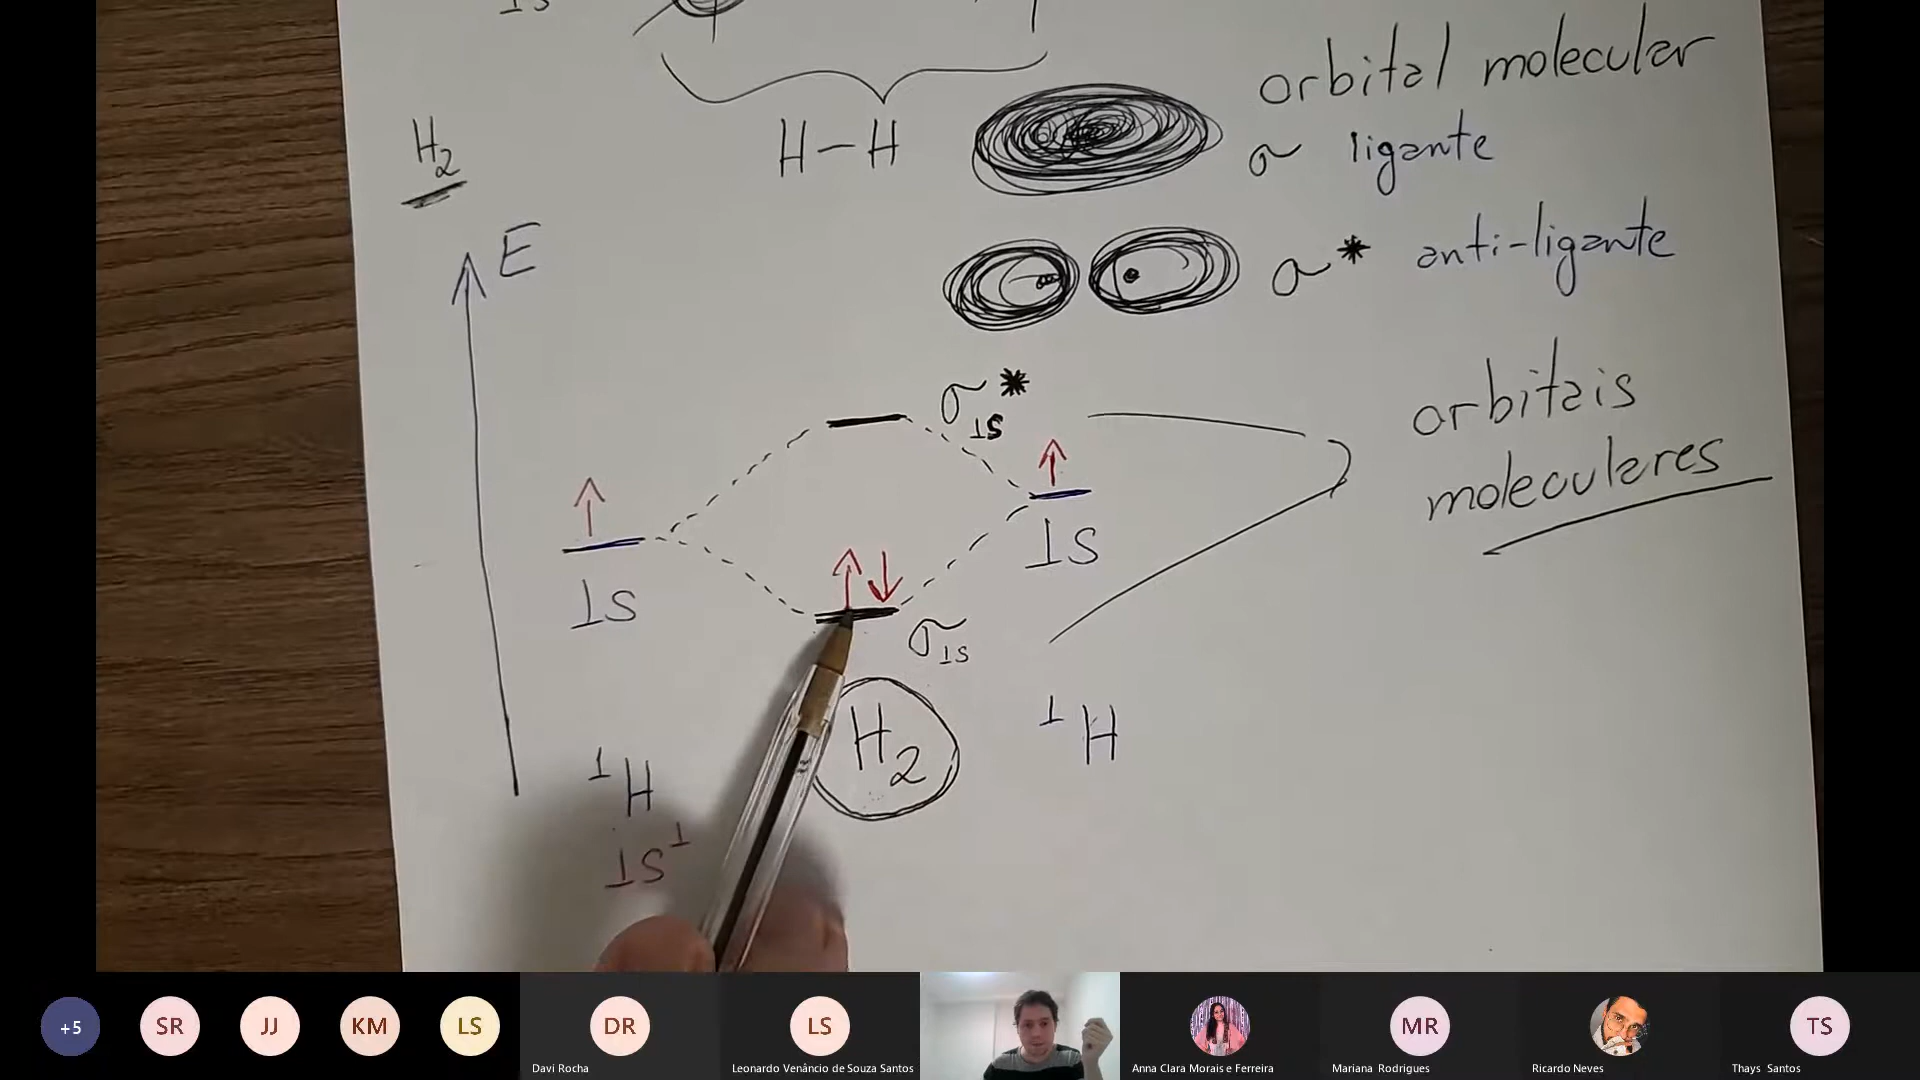 1s
orbital molecular
H2
H-H
σ ligante
E
σ* anti-ligante
σ1s*
orbitais
moleculares
1s
1s
σ1s
H2
¹H
¹H
1s¹
+5
SR
JJ
KM
LS
DR
LS
MR
TS
Davi Rocha
Leonardo Venâncio de Souza Santos
Anna Clara Morais e Ferreira
Mariana Rodrigues
Ricardo Neves
Thays Santos